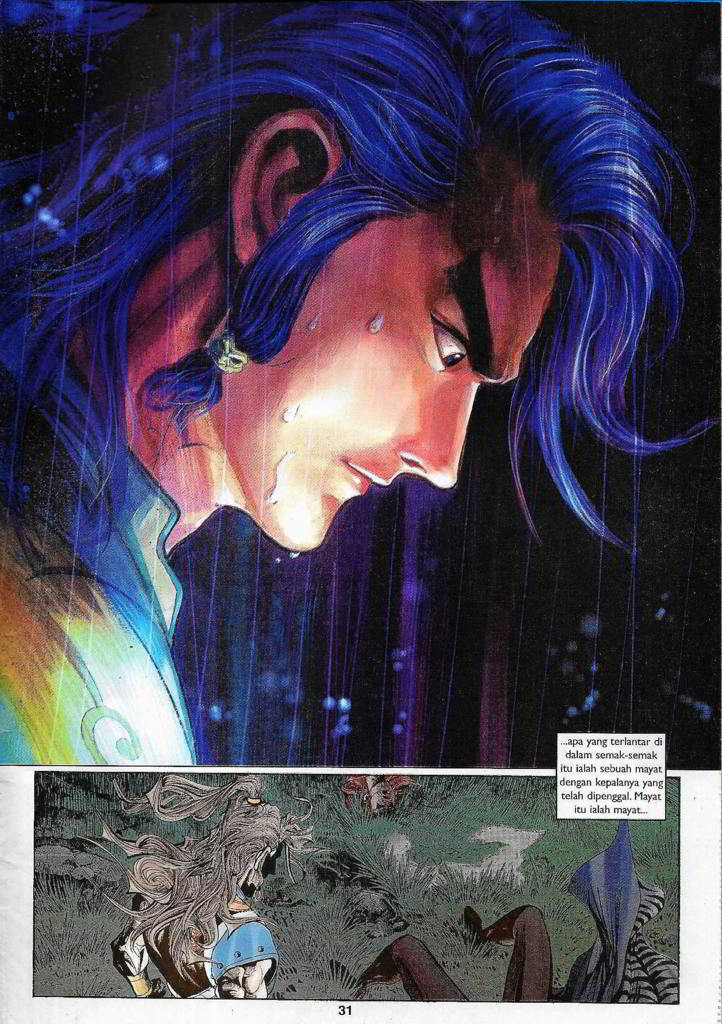 ...apa yang terlantar di
dalam semak-semak
itu ialah sebuah mayat
dengan kepalanya yang
telah dipenggal. Mayat
itu ialah mayat...
31